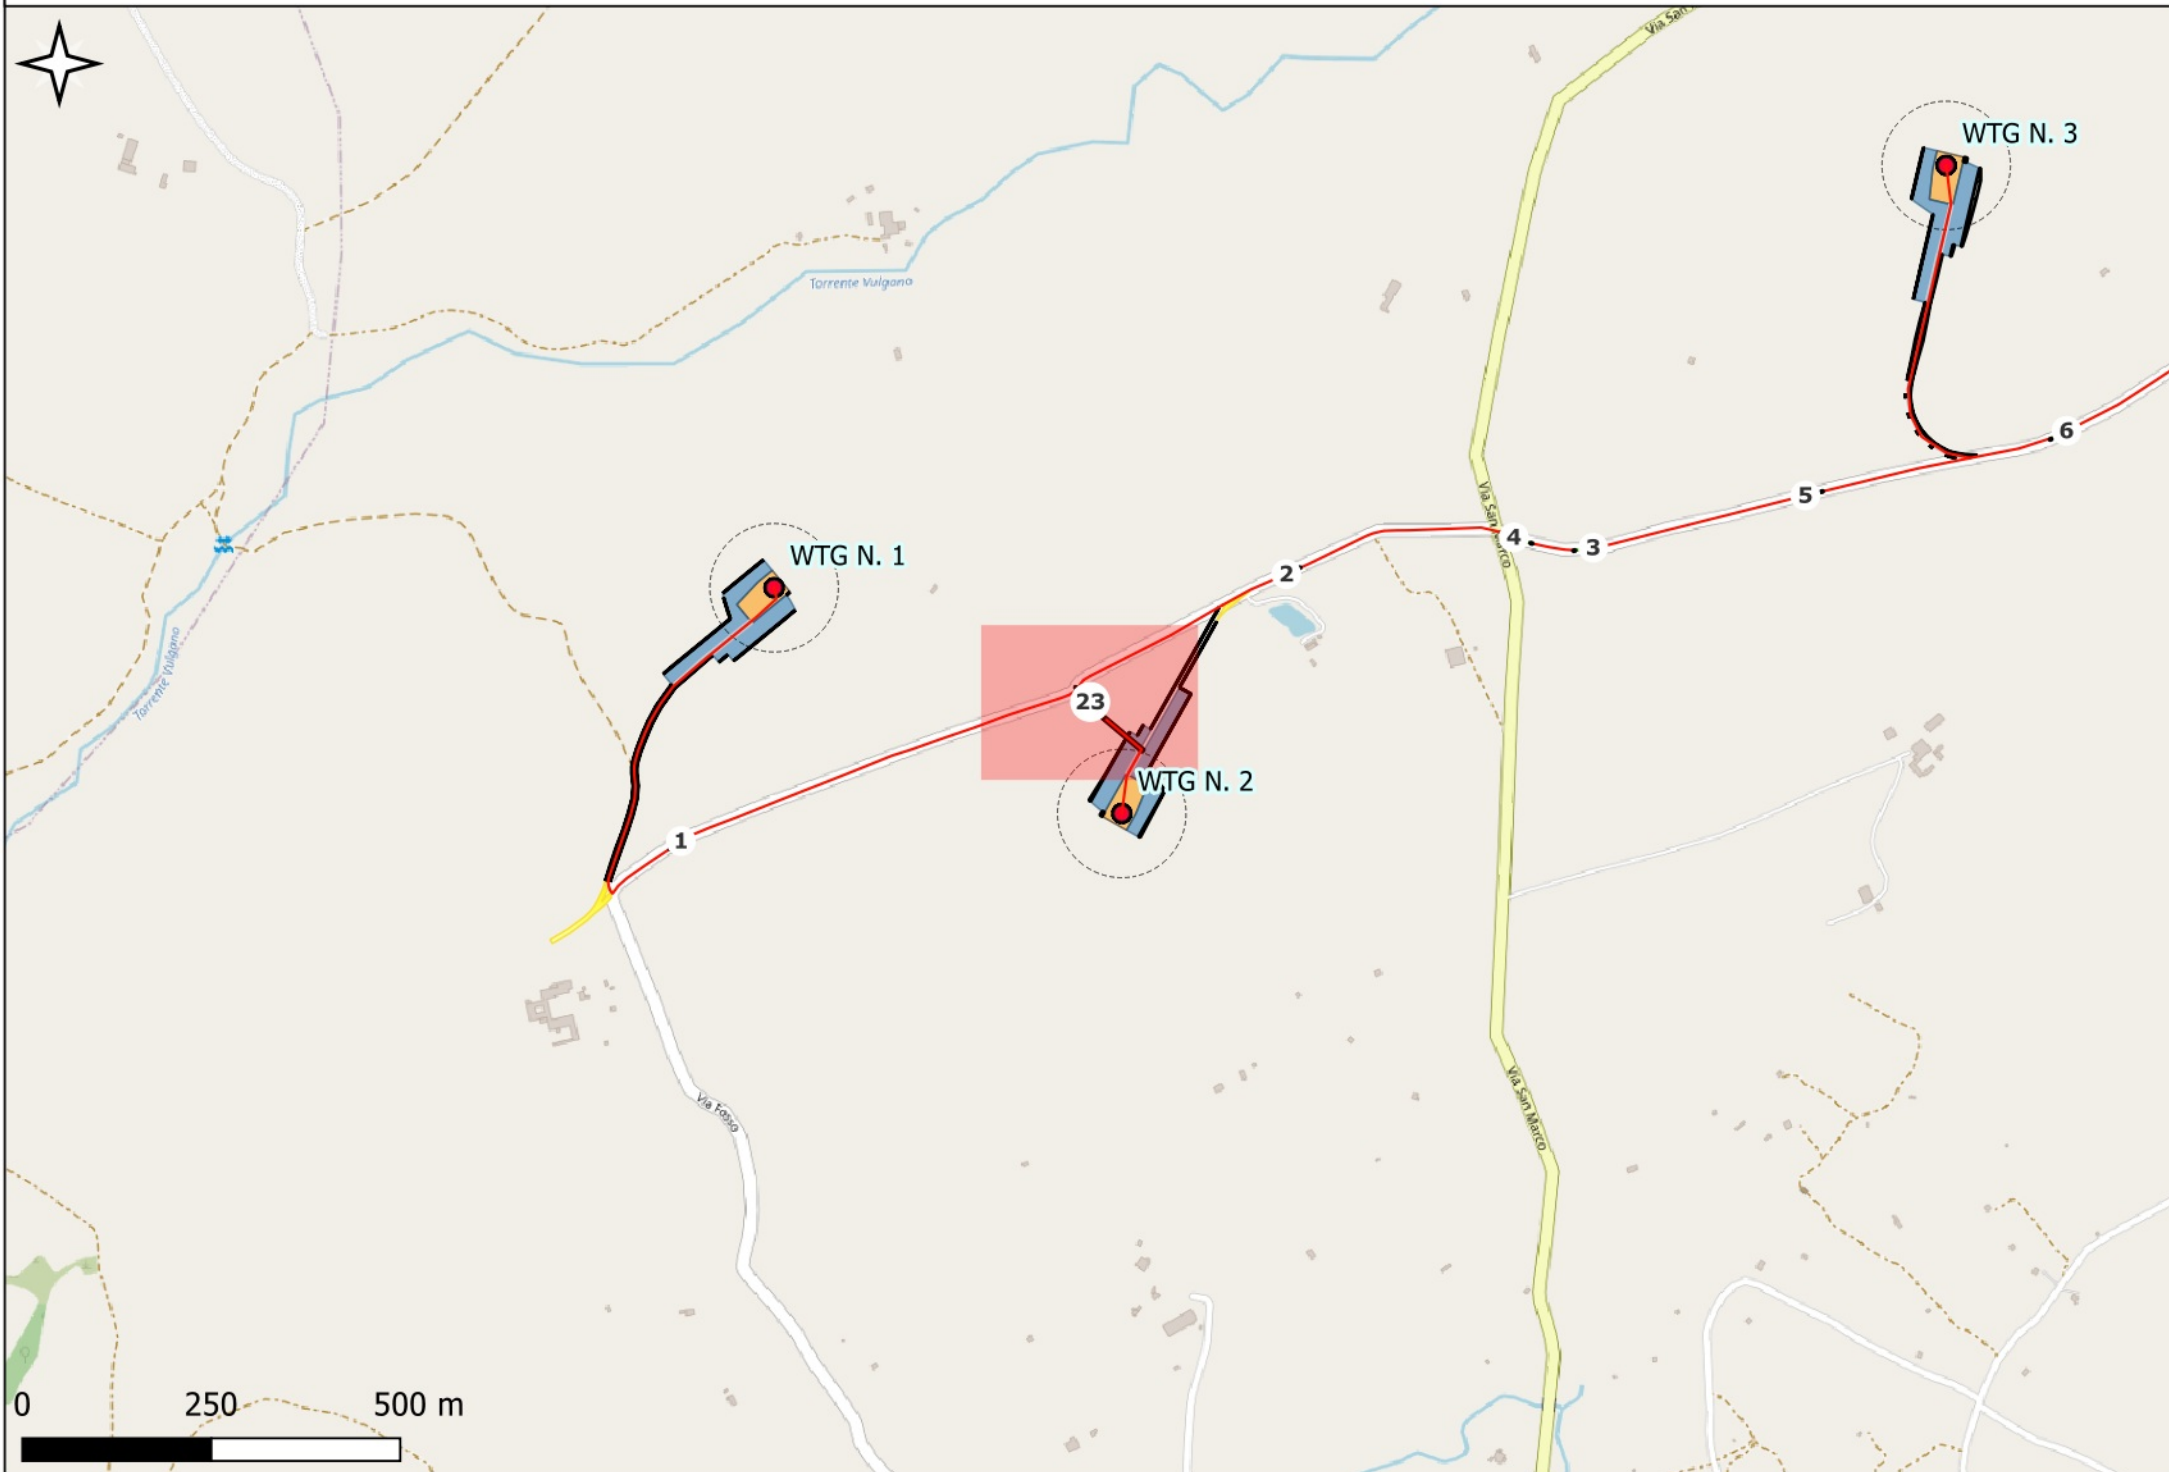 Via San
WTG N. 3
Torrente Vulgano
6
Via San Marco
5
4
3
WTG N. 1
2
Torrente Vulgano
23
WTG N. 2
1
Via Fosso
Via San Marco
0 250 500 m